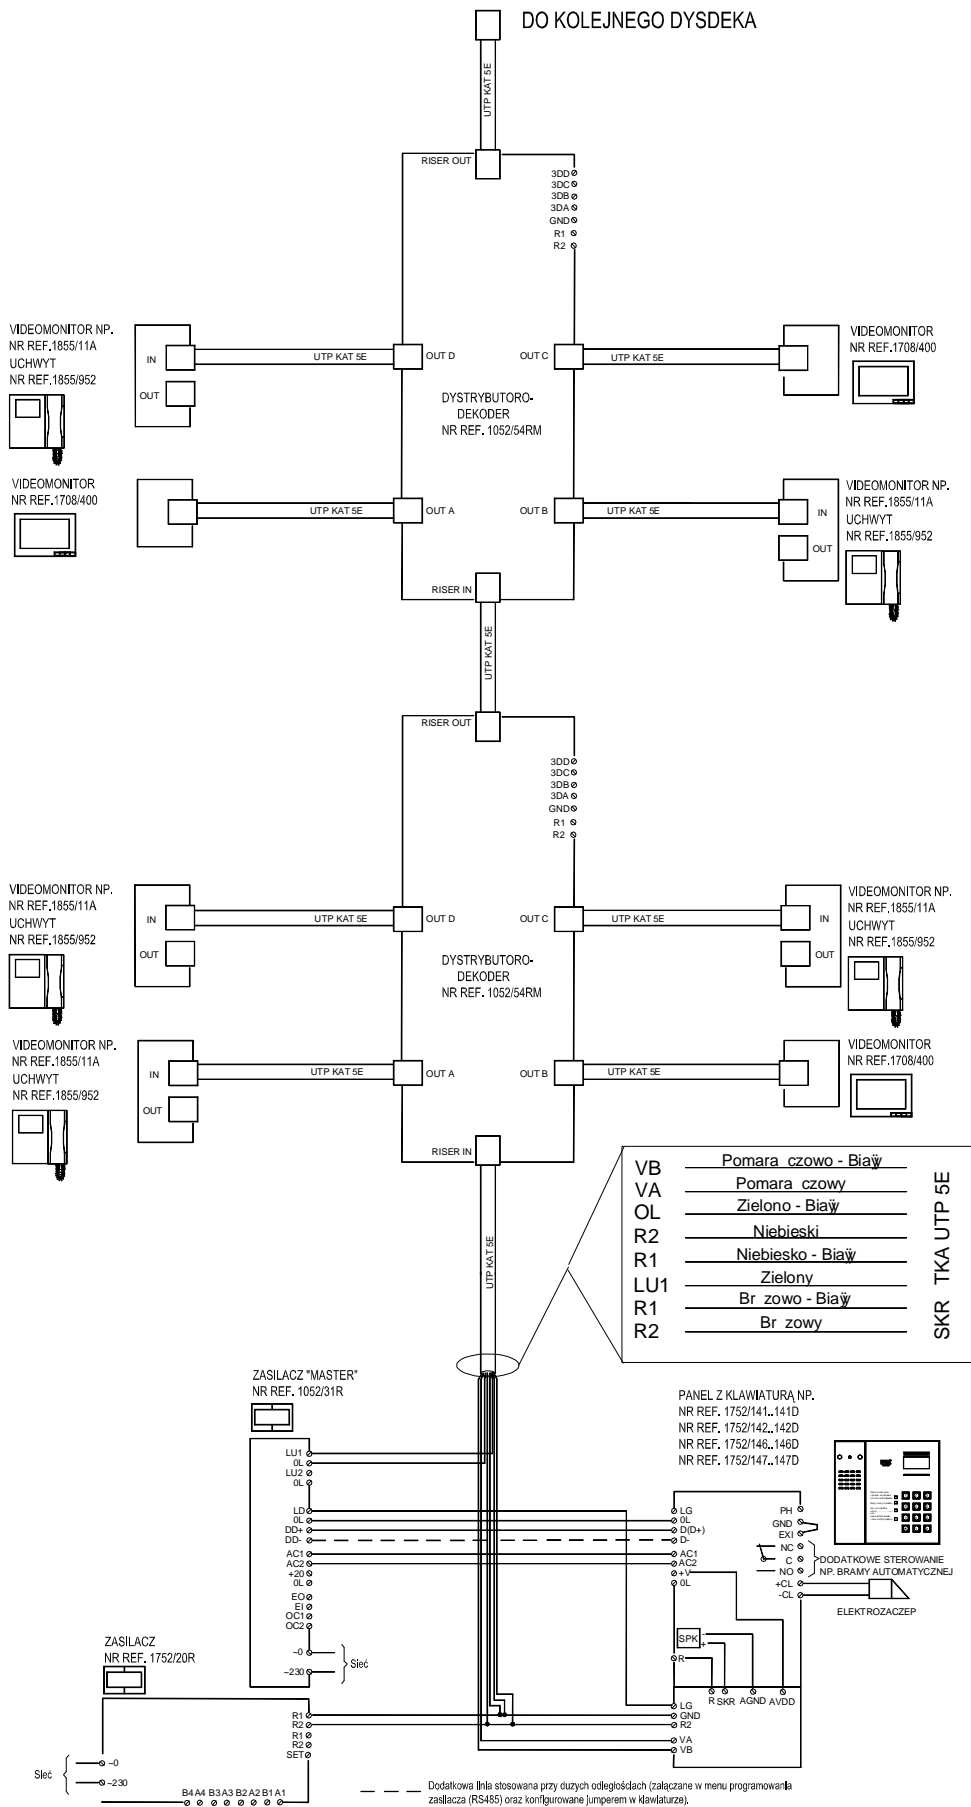 DO KOLEJNEGO DYSDEKA
UTP KAT 5E
RISER OUT
3DD
3DC
3DB
3DA
GND
R1
R2
VIDEOMONITOR NP.
NR REF.1855/11A
UCHWYT
NR REF.1855/952
IN
OUT
UTP KAT 5E
OUT D
OUT C
UTP KAT 5E
VIDEOMONITOR
NR REF.1708/400
DYSTRYBUTORO-
DEKODER
NR REF. 1052/54RM
VIDEOMONITOR
NR REF.1708/400
UTP KAT 5E
OUT A
OUT B
UTP KAT 5E
IN
OUT
VIDEOMONITOR NP.
NR REF.1855/11A
UCHWYT
NR REF.1855/952
RISER IN
UTP KAT 5E
RISER OUT
3DD
3DC
3DB
3DA
GND
R1
R2
VIDEOMONITOR NP.
NR REF.1855/11A
UCHWYT
NR REF.1855/952
IN
OUT
UTP KAT 5E
OUT D
OUT C
UTP KAT 5E
IN
OUT
VIDEOMONITOR NP.
NR REF.1855/11A
UCHWYT
NR REF.1855/952
DYSTRYBUTORO-
DEKODER
NR REF. 1052/54RM
VIDEOMONITOR NP.
NR REF.1855/11A
UCHWYT
NR REF.1855/952
IN
OUT
UTP KAT 5E
OUT A
OUT B
UTP KAT 5E
VIDEOMONITOR
NR REF.1708/400
RISER IN
UTP KAT 5E
VB Pomara czowo - Biaÿ
VA Pomara czowy
OL Zielono - Biaÿ
R2 Niebieski
R1 Niebiesko - Biaÿ
LU1 Zielony
R1 Br zowo - Biaÿ
R2 Br zowy
SKR TKA UTP 5E
ZASILACZ "MASTER"
NR REF. 1052/31R
LU1
0L
LU2
0L
LD
0L
DD+
DD-
AC1
AC2
+20
0L
EO
EI
OC1
OC2
~0
~230
Sieć
PANEL Z KLAWIATURĄ NP.
NR REF. 1752/141..141D
NR REF. 1752/142..142D
NR REF. 1752/146..146D
NR REF. 1752/147..147D
LG
0L
D(D+)
D-
AC1
AC2
+V
0L
SPK
-
+
R
R SKR AGND AVDD
LG
GND
R2
VA
VB
PH
GND
EXI
NC
C
NO
+CL
-CL
DODATKOWE STEROWANIE
NP. BRAMY AUTOMATYCZNEJ
ELEKTROZACZEP
ZASILACZ
NR REF. 1752/20R
R1
R2
R1
R2
SET
Sieć
~0
~230
B4 A4 B3 A3 B2 A2 B1 A1
Dodatkowa linia stosowana przy dużych odległościach (załączane w menu programowania
zasilacza (RS485) oraz konfigurowane jumperem w klawiaturze).